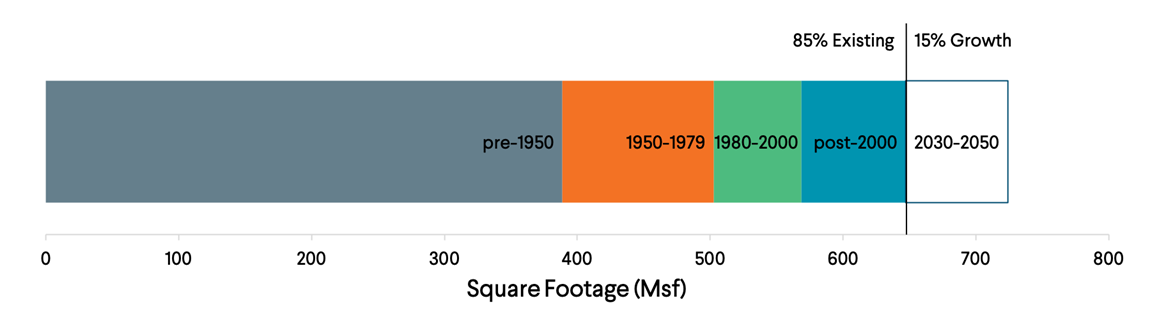 85% Existing 15% Growth
pre-1950 1950-1979 1980-2000 post-2000 2030-2050
0 100 200 300 400 500 600 700 800
Square Footage (Msf)